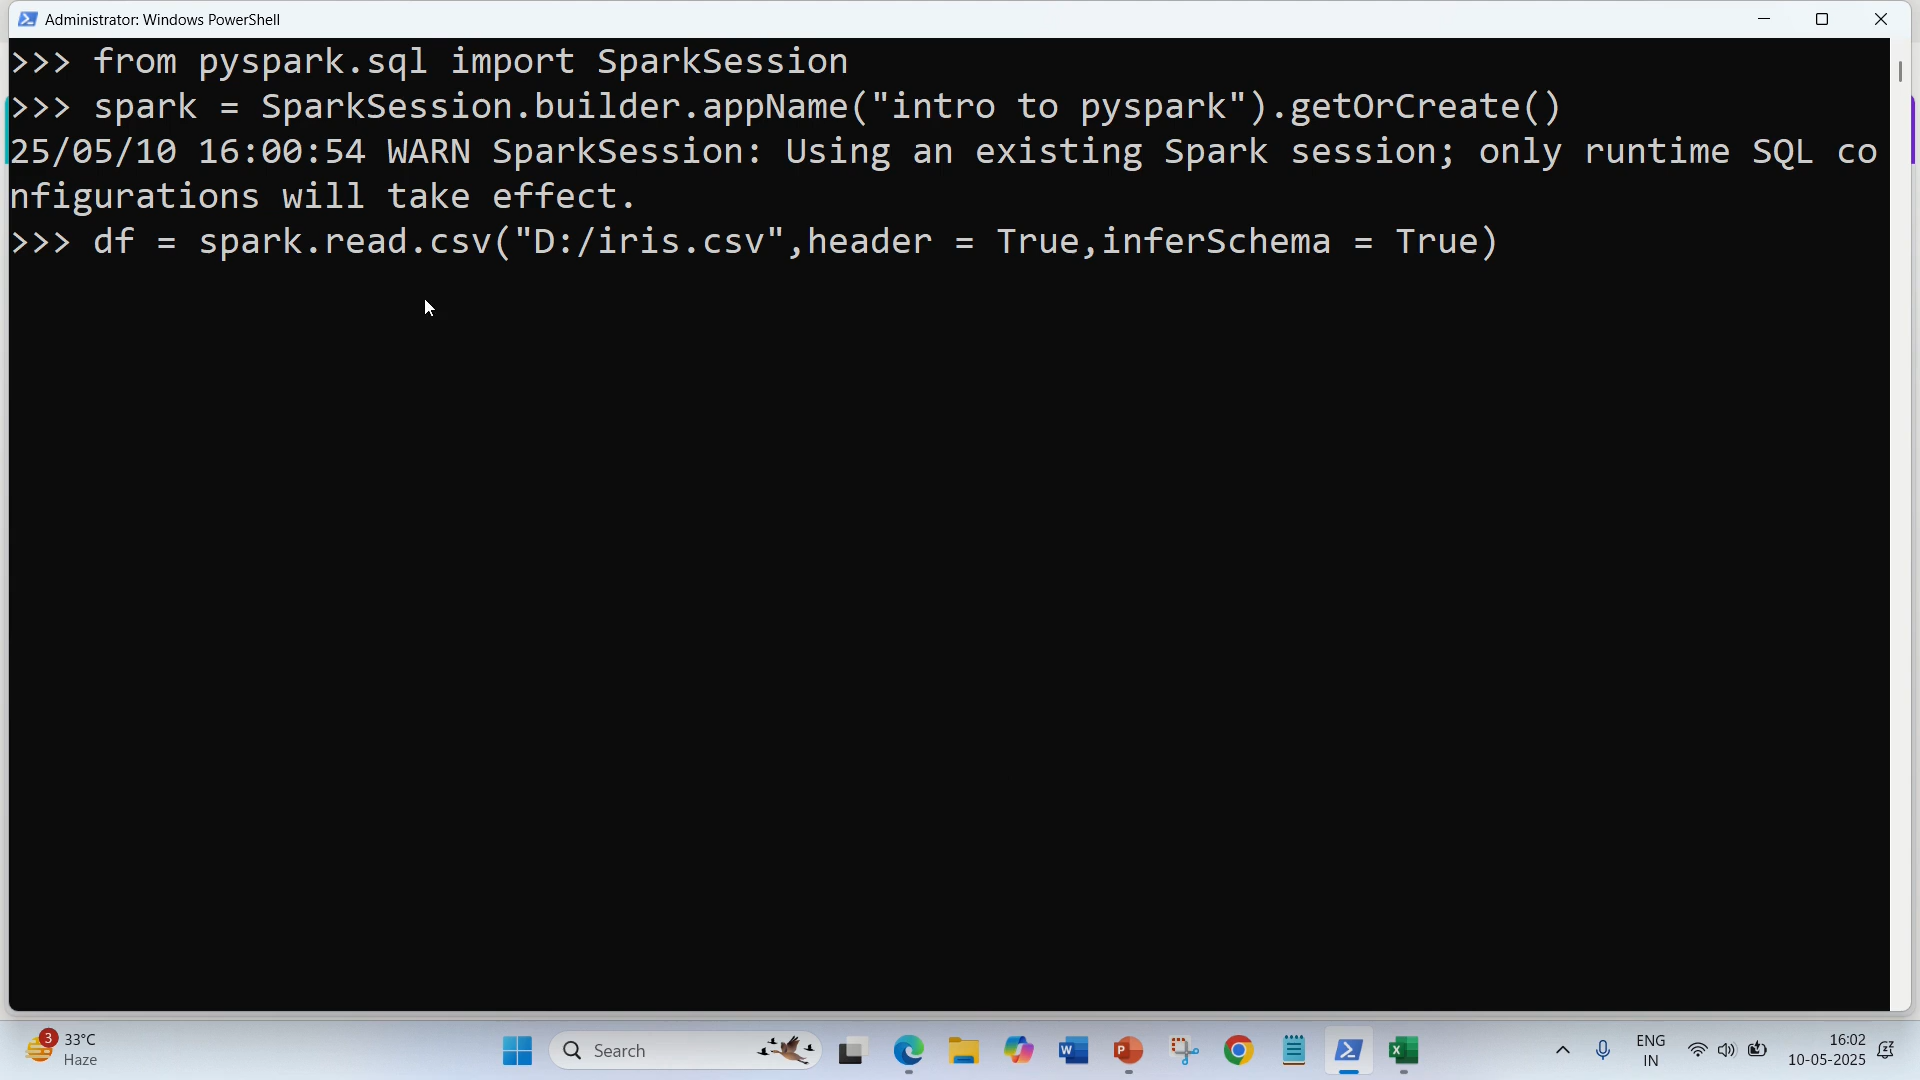 Administrator: Windows PowerShell
>>> from pyspark.sql import SparkSession
>>> spark = SparkSession.builder.appName("intro to pyspark").getOrCreate()
25/05/10 16:00:54 WARN SparkSession: Using an existing Spark session; only runtime SQL co
nfigurations will take effect.
>>> df = spark.read.csv("D:/iris.csv",header = True,inferSchema = True)
3
33°C
Haze
Search
ENG
IN
16:02
10-05-2025